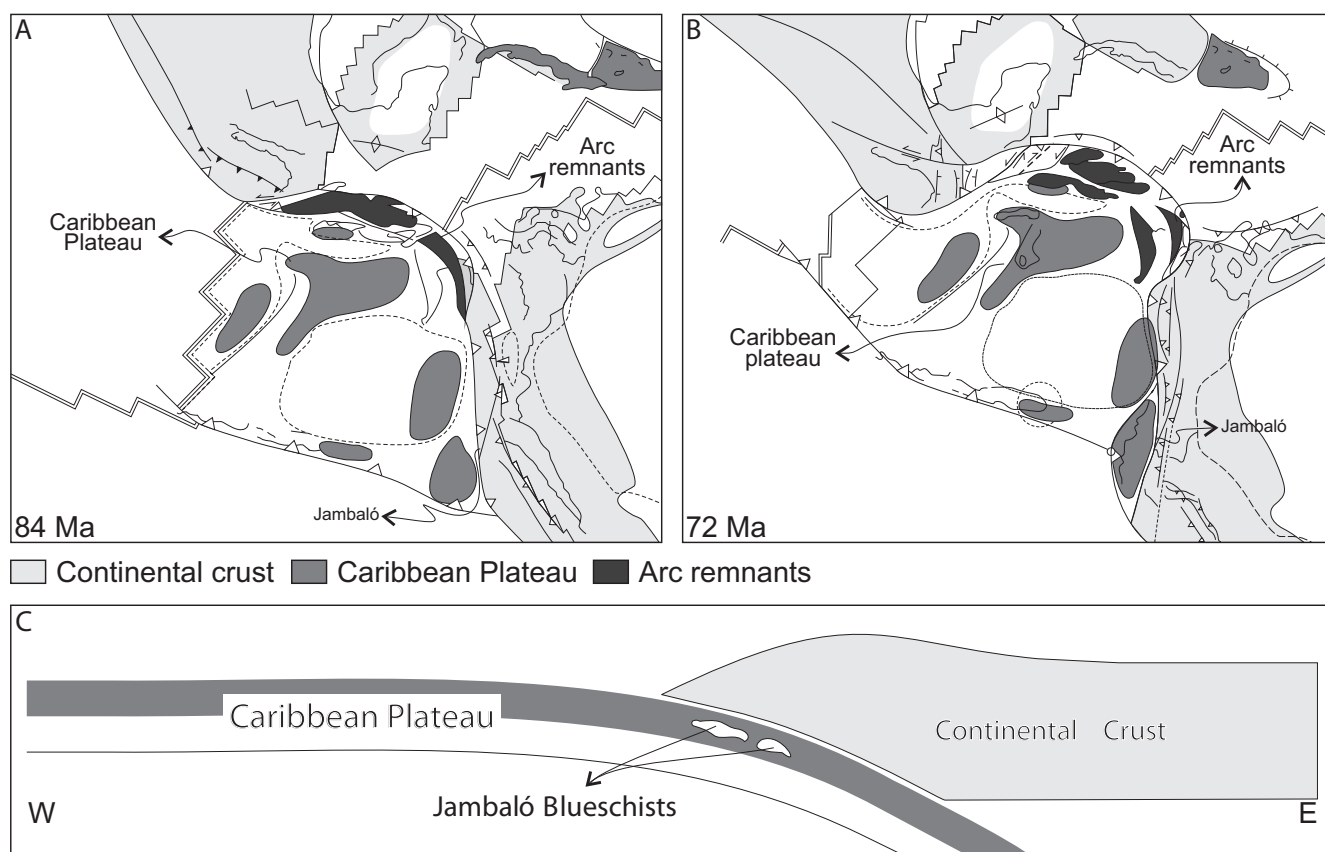 A
Arc
remnants
Caribbean
Plateau
Jambaló
84 Ma
B
Arc
remnants
Caribbean
plateau
Jambaló
72 Ma
Continental crust
Caribbean Plateau
Arc remnants
C
Caribbean Plateau
Continental Crust
Jambaló Blueschists
W
E